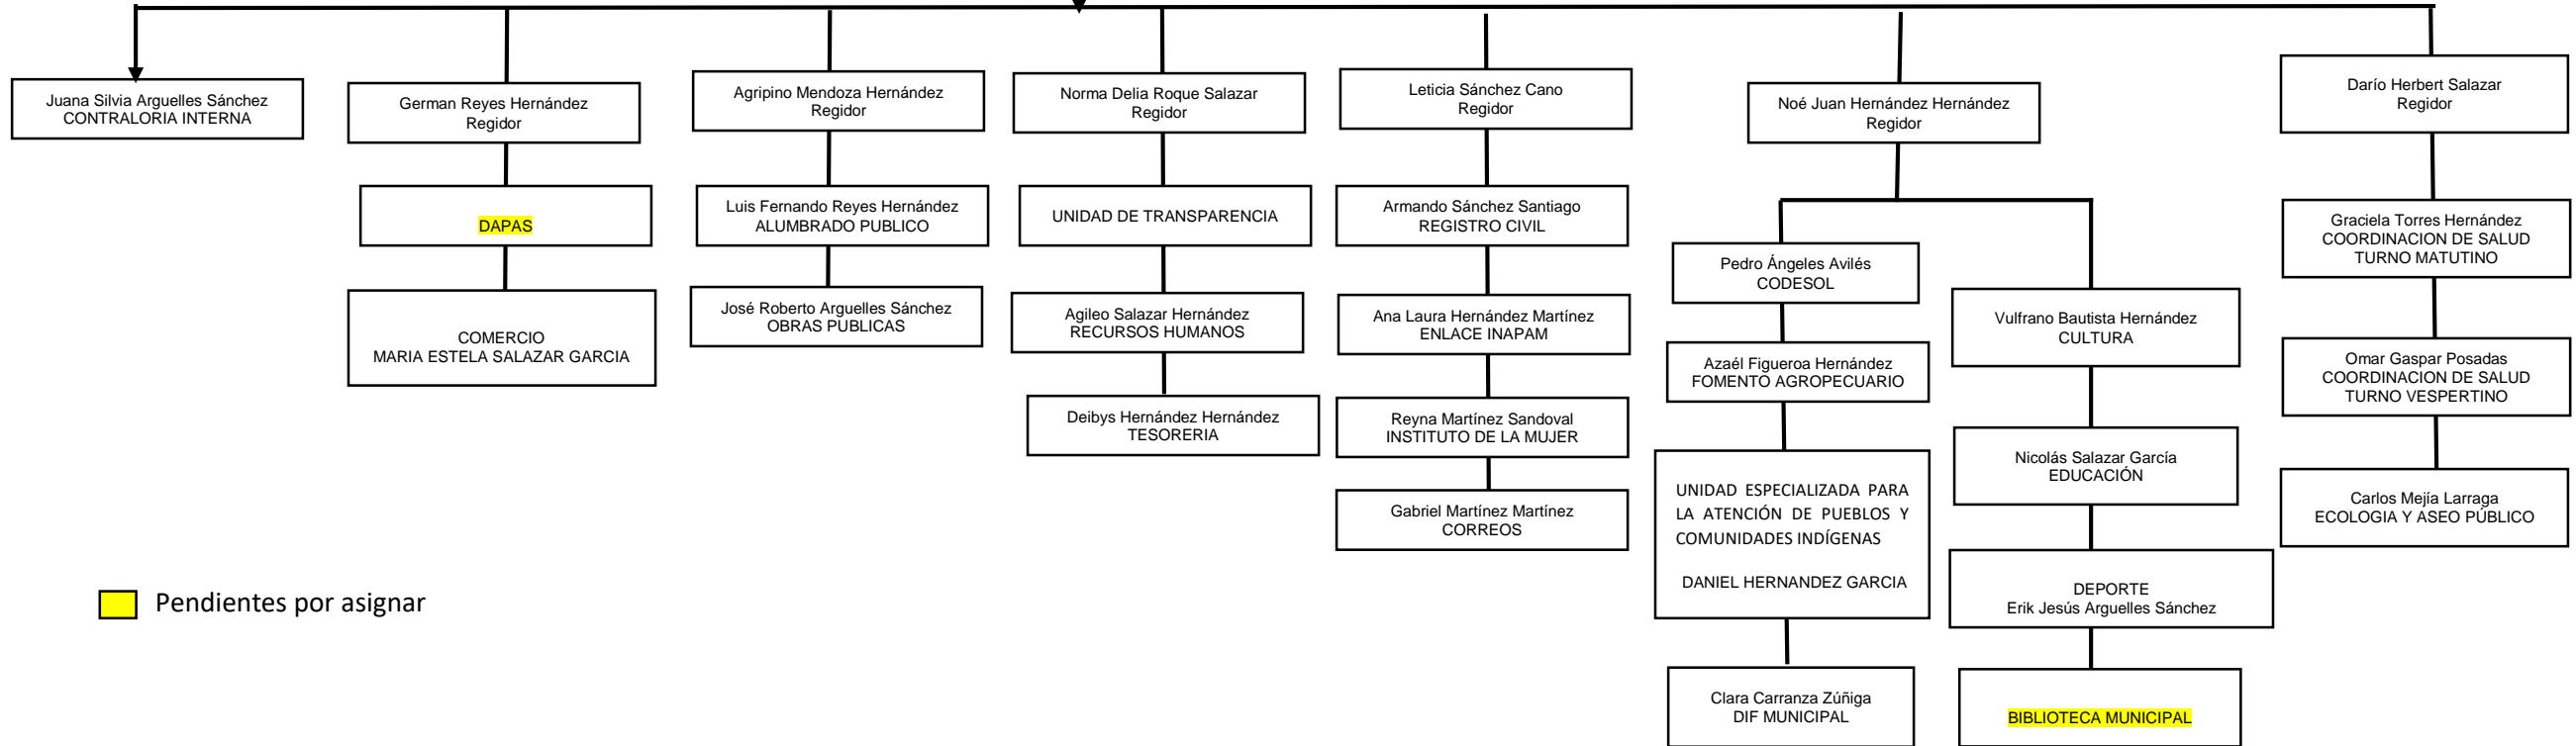 Juana Silvia Arguelles Sánchez
CONTRALORIA INTERNA
German Reyes Hernández
Regidor
DAPAS
COMERCIO
MARIA ESTELA SALAZAR GARCIA
Agripino Mendoza Hernández
Regidor
Luis Fernando Reyes Hernández
ALUMBRADO PUBLICO
José Roberto Arguelles Sánchez
OBRAS PUBLICAS
Norma Delia Roque Salazar
Regidor
UNIDAD DE TRANSPARENCIA
Agileo Salazar Hernández
RECURSOS HUMANOS
Deibys Hernández Hernández
TESORERIA
Leticia Sánchez Cano
Regidor
Armando Sánchez Santiago
REGISTRO CIVIL
Ana Laura Hernández Martínez
ENLACE INAPAM
Reyna Martínez Sandoval
INSTITUTO DE LA MUJER
Gabriel Martínez Martínez
CORREOS
Noé Juan Hernández Hernández
Regidor
Pedro Ángeles Avilés
CODESOL
Azaél Figueroa Hernández
FOMENTO AGROPECUARIO
UNIDAD ESPECIALIZADA PARA
LA ATENCIÓN DE PUEBLOS Y
COMUNIDADES INDÍGENAS
DANIEL HERNANDEZ GARCIA
Clara Carranza Zúñiga
DIF MUNICIPAL
Vulfrano Bautista Hernández
CULTURA
Nicolás Salazar García
EDUCACIÓN
DEPORTE
Erik Jesús Arguelles Sánchez
BIBLIOTECA MUNICIPAL
Darío Herbert Salazar
Regidor
Graciela Torres Hernández
COORDINACION DE SALUD
TURNO MATUTINO
Omar Gaspar Posadas
COORDINACION DE SALUD
TURNO VESPERTINO
Carlos Mejía Larraga
ECOLOGIA Y ASEO PÚBLICO
Pendientes por asignar